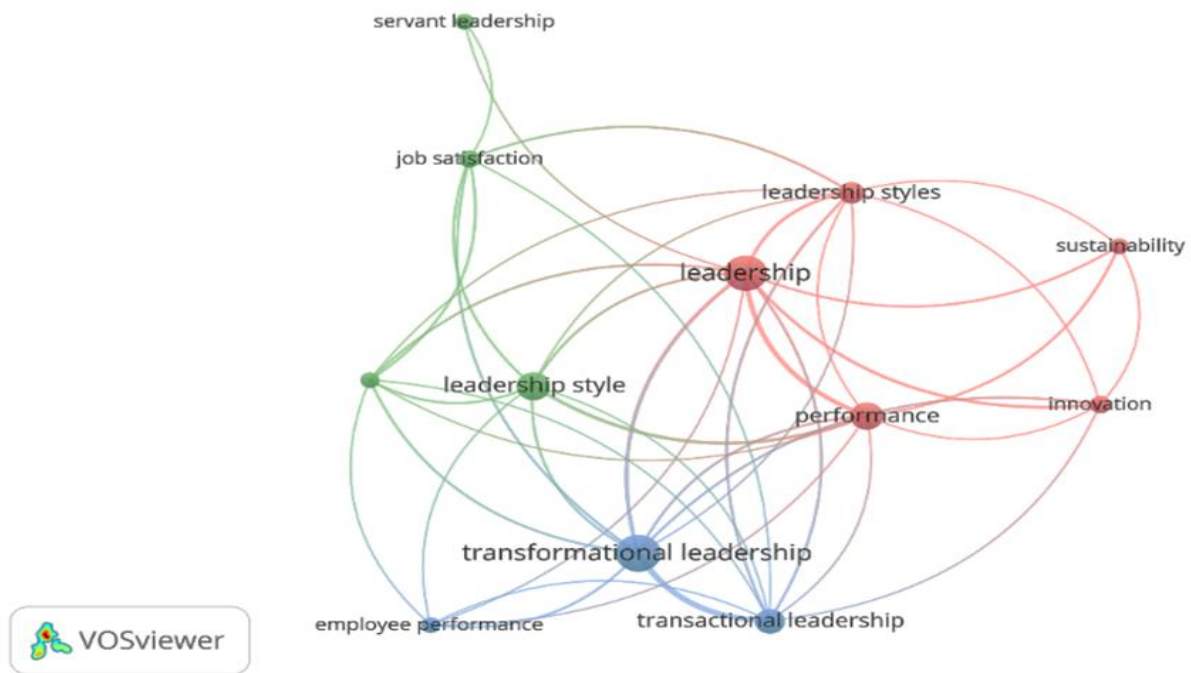 servant leadership
job satisfaction
leadership styles
sustainability
leadership
leadership style
performance
innovation
transformational leadership
employee performance
transactional leadership
VOSviewer